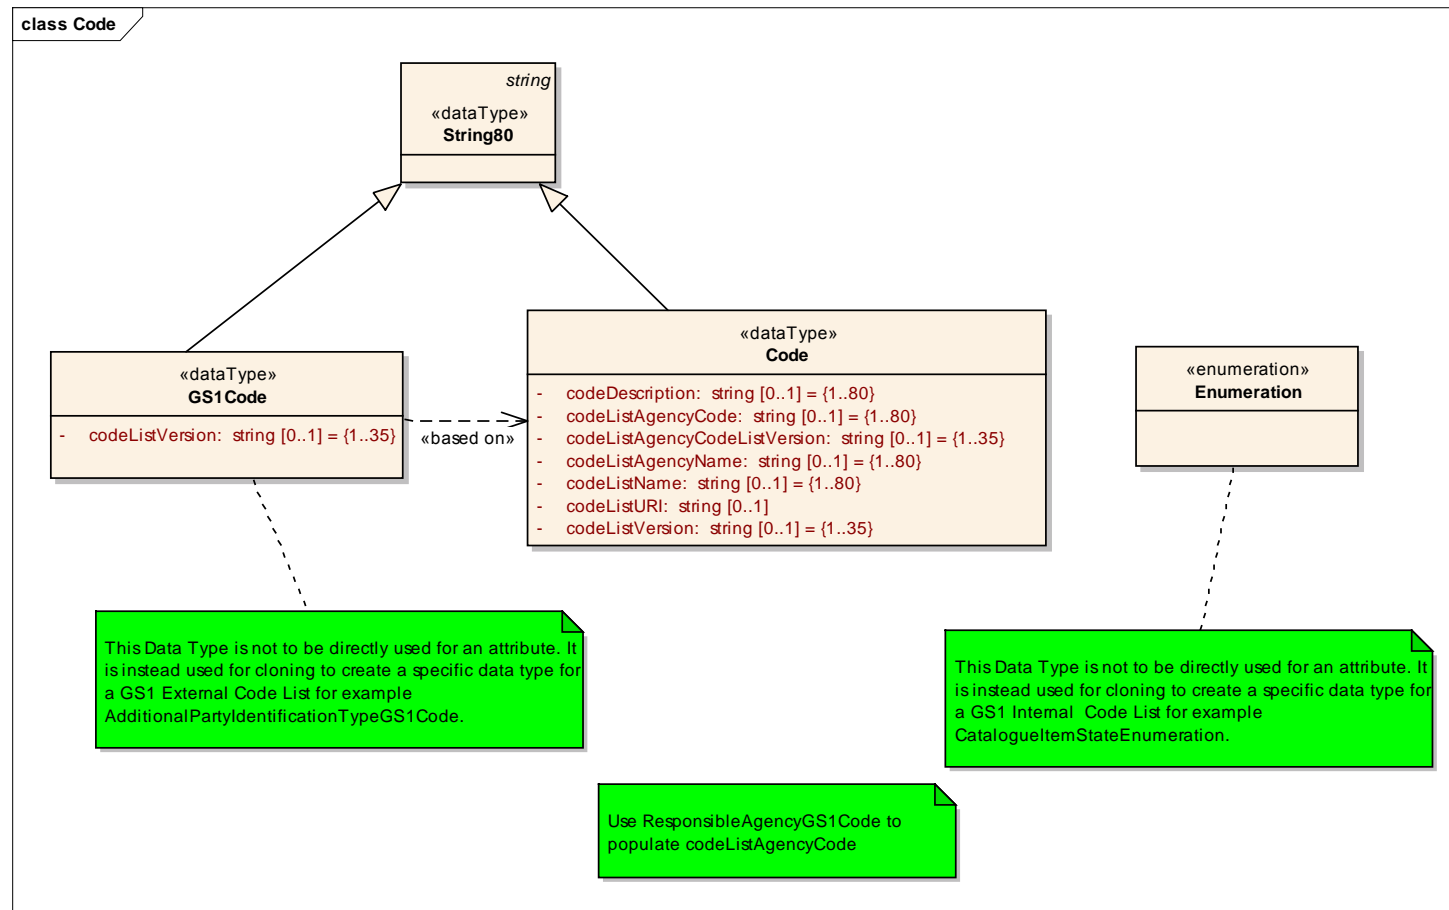 class Code
string
«dataType»
String80
«dataType»
GS1Code
- codeListVersion: string [0..1] = {1..35}
«based on»
«dataType»
Code
- codeDescription: string [0..1] = {1..80}
- codeListAgencyCode: string [0..1] = {1..80}
- codeListAgencyCodeListVersion: string [0..1] = {1..35}
- codeListAgencyName: string [0..1] = {1..80}
- codeListName: string [0..1] = {1..80}
- codeListURI: string [0..1]
- codeListVersion: string [0..1] = {1..35}
«enumeration»
Enumeration
This Data Type is not to be directly used for an attribute. It
is instead used for cloning to create a specific data type for
a GS1 External Code List for example
AdditionalPartyIdentificationTypeGS1Code.
This Data Type is not to be directly used for an attribute. It
is instead used for cloning to create a specific data type for
a GS1 Internal Code List for example
CatalogueItemStateEnumeration.
Use ResponsibleAgencyGS1Code to
populate codeListAgencyCode